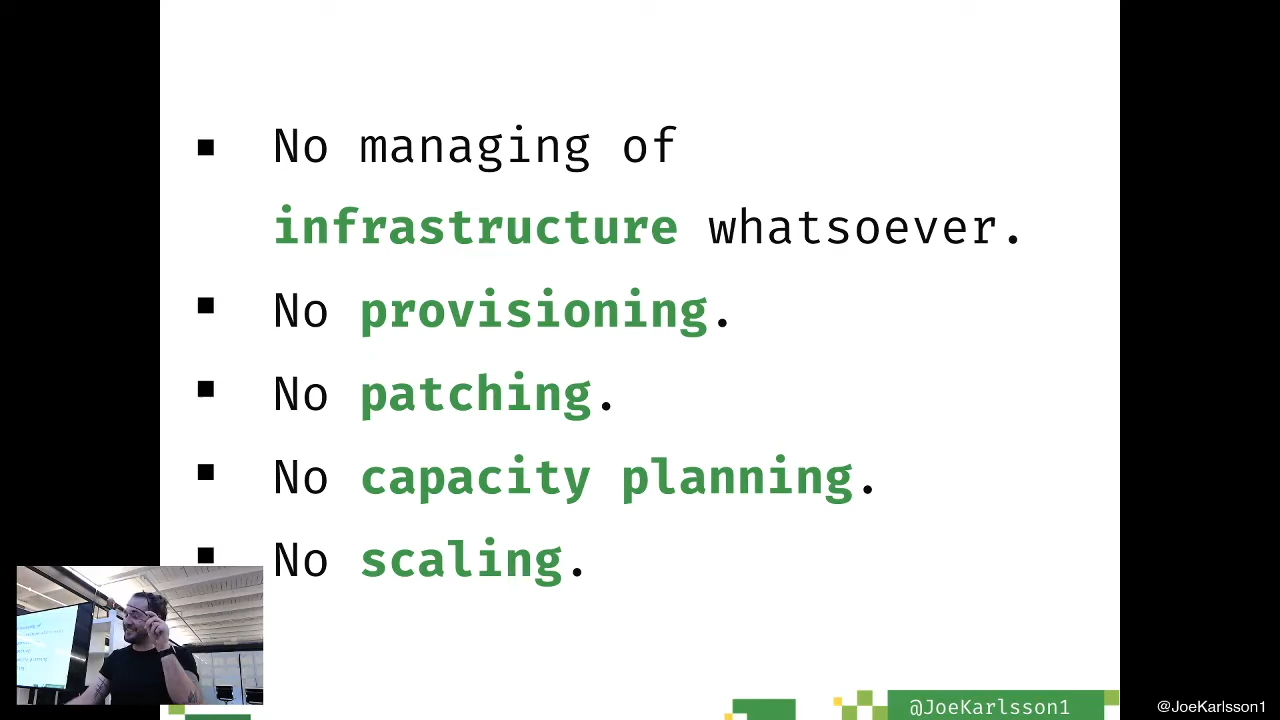 ▪ No managing of
infrastructure whatsoever.
▪ No provisioning.
▪ No patching.
▪ No capacity planning.
▪ No scaling.
@JoeKarlsson1
@JoeKarlsson1